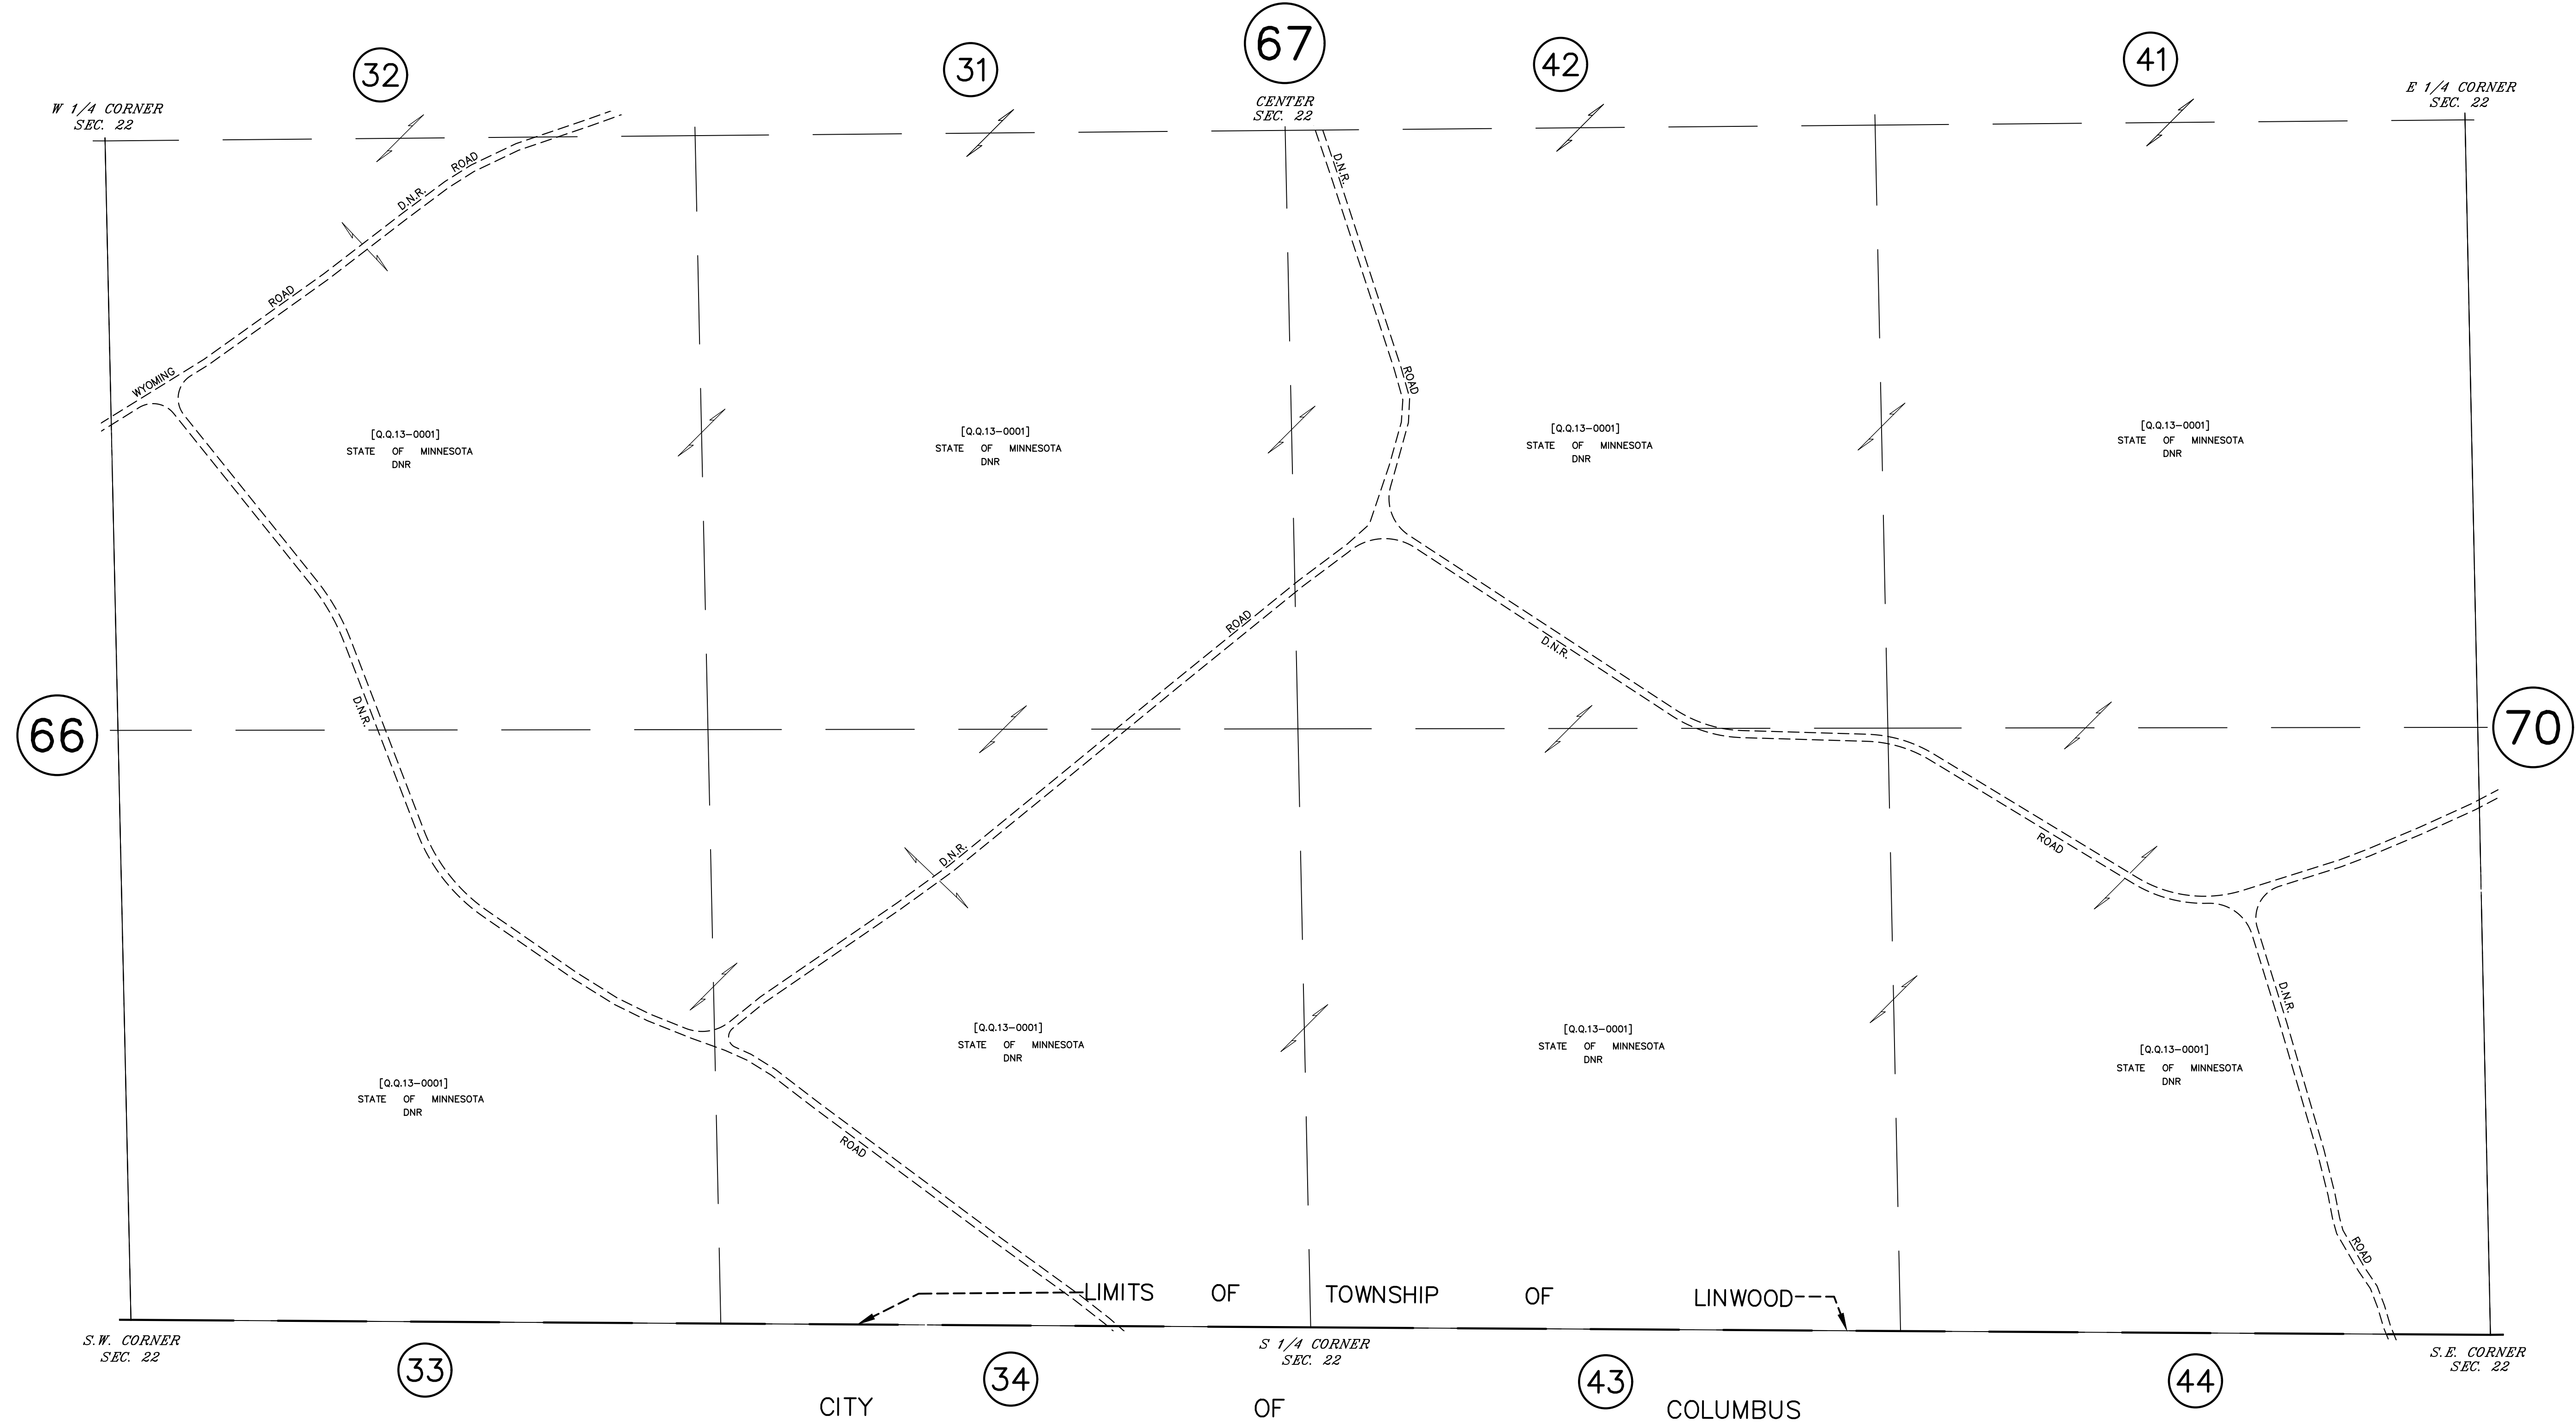 67
32
31
42
41
W 1/4 CORNER
SEC. 22
CENTER
SEC. 22
E 1/4 CORNER
SEC. 22
D.N.R.
ROAD
D.N.R.
ROAD
WYOMING
ROAD
[Q.Q.13-0001]
STATE OF MINNESOTA
DNR
[Q.Q.13-0001]
STATE OF MINNESOTA
DNR
[Q.Q.13-0001]
STATE OF MINNESOTA
DNR
[Q.Q.13-0001]
STATE OF MINNESOTA
DNR
ROAD
D.N.R.
D.N.R.
66
70
D.N.R.
ROAD
D.N.R.
ROAD
[Q.Q.13-0001]
STATE OF MINNESOTA
DNR
[Q.Q.13-0001]
STATE OF MINNESOTA
DNR
[Q.Q.13-0001]
STATE OF MINNESOTA
DNR
[Q.Q.13-0001]
STATE OF MINNESOTA
DNR
ROAD
ROAD
LIMITS OF TOWNSHIP OF LINWOOD
S.W. CORNER
SEC. 22
S 1/4 CORNER
SEC. 22
S.E. CORNER
SEC. 22
33
34
43
44
CITY OF COLUMBUS